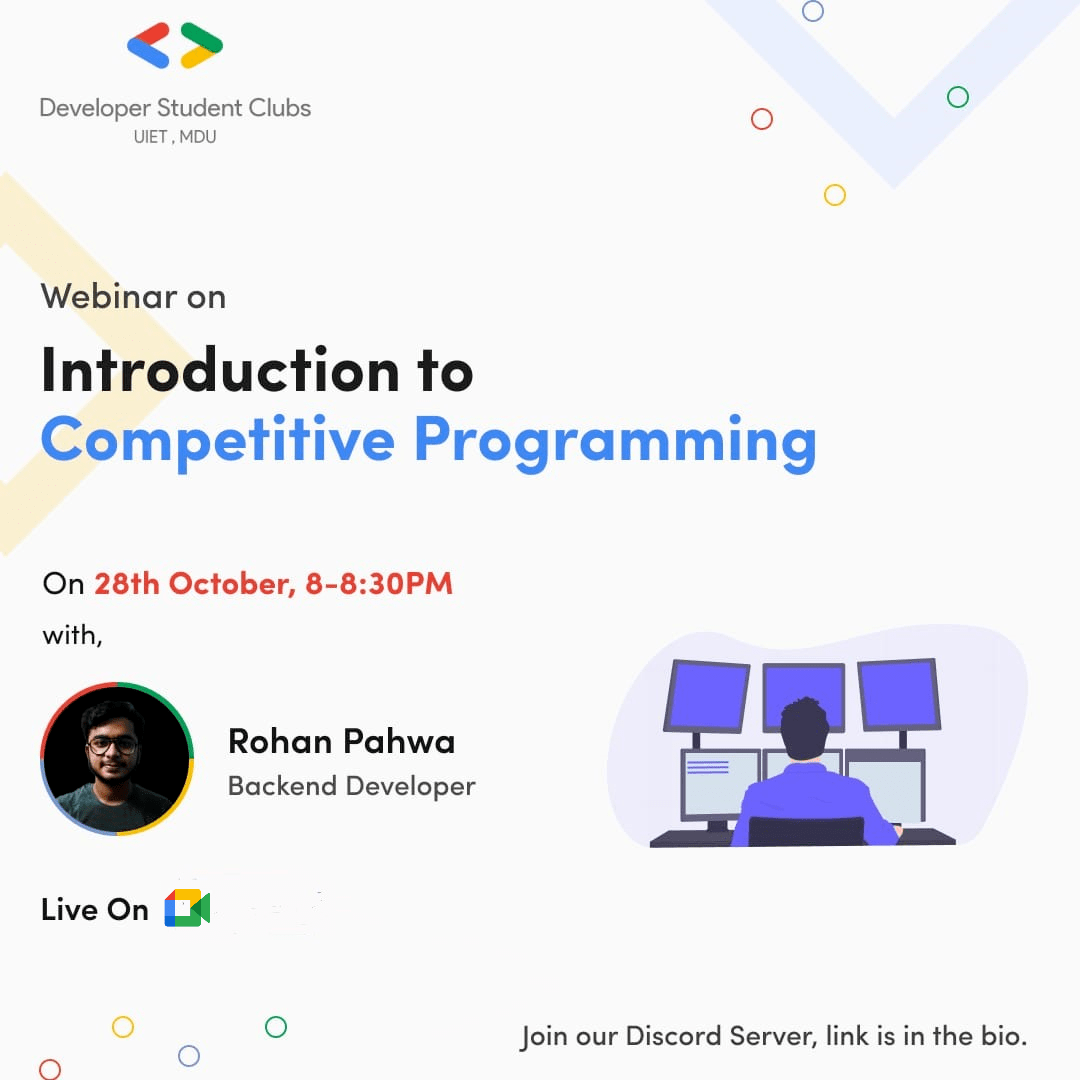 Developer Student Clubs
UIET , MDU
Webinar on
Introduction to
Competitive Programming
On 28th October, 8-8:30PM
with,
Rohan Pahwa
Backend Developer
Live On
Join our Discord Server, link is in the bio.